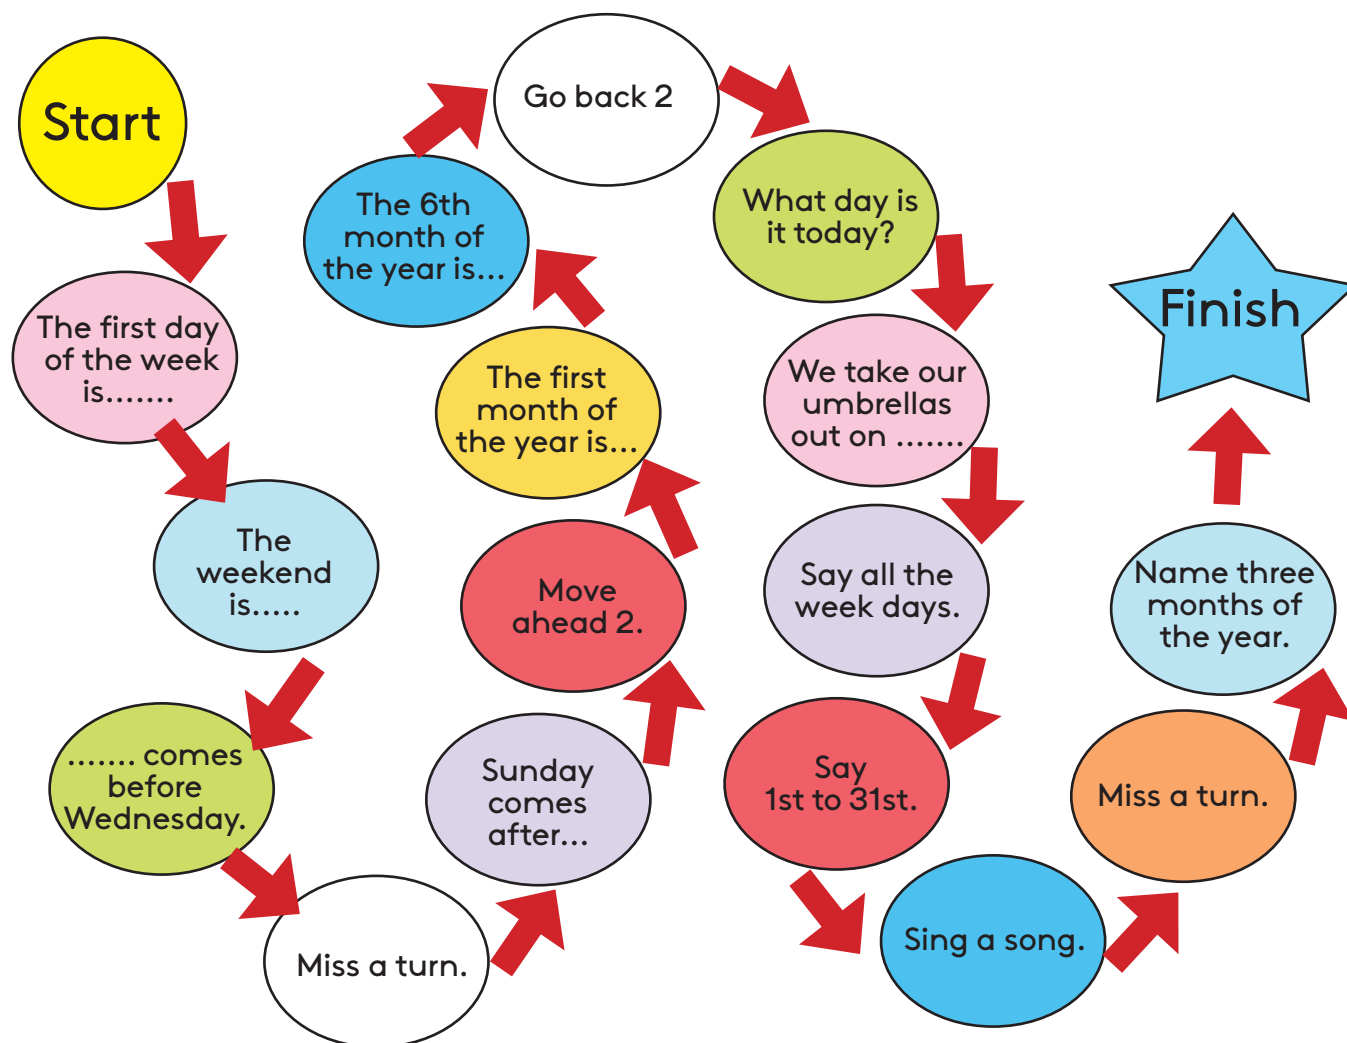 Start
The first day
of the week
is.......
The
weekend
is.....
....... comes
before
Wednesday.
Miss a turn.
Sunday
comes
after...
Move
ahead 2.
The first
month of
the year is...
The 6th
month of
the year is...
Go back 2
What day is
it today?
We take our
umbrellas
out on .......
Say all the
week days.
Say
1st to 31st.
Sing a song.
Miss a turn.
Name three
months of
the year.
Finish